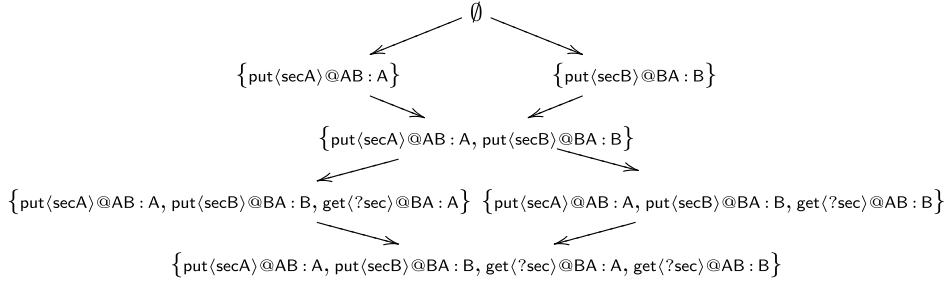 ∅
{put⟨secA⟩@AB : A} {put⟨secB⟩@BA : B}
{put⟨secA⟩@AB : A, put⟨secB⟩@BA : B}
{put⟨secA⟩@AB : A, put⟨secB⟩@BA : B, get⟨?sec⟩@BA : A} {put⟨secA⟩@AB : A, put⟨secB⟩@BA : B, get⟨?sec⟩@AB : B}
{put⟨secA⟩@AB : A, put⟨secB⟩@BA : B, get⟨?sec⟩@BA : A, get⟨?sec⟩@AB : B}